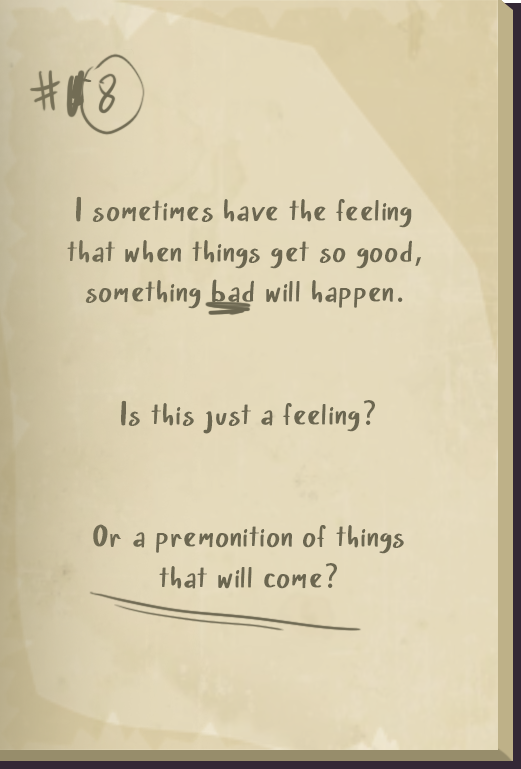 #8
I sometimes have the feeling
that when things get so good,
something bad will happen.
Is this just a feeling?
Or a premonition of things
that will come?